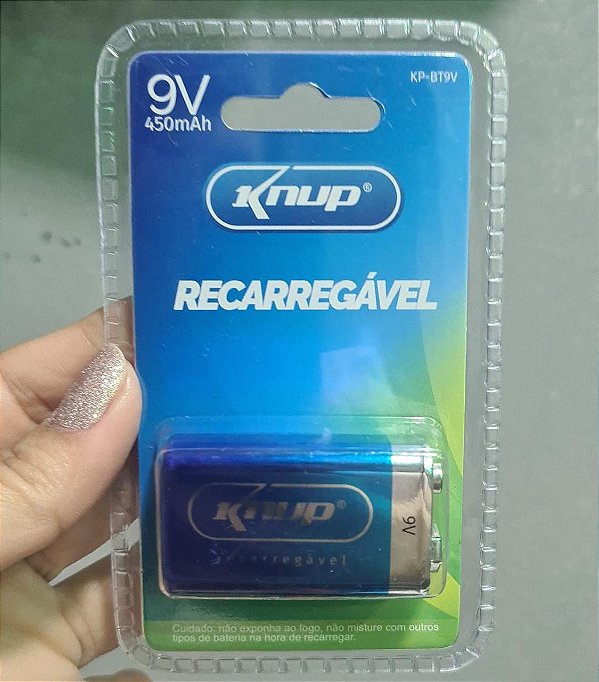 9V
450mAh
KP-BT9V
Knup®
RECARREGÁVEL
Knup®
recarregável
9V
Cuidado: não exponha ao fogo, não misture com outros
tipos de bateria na hora de recarregar.